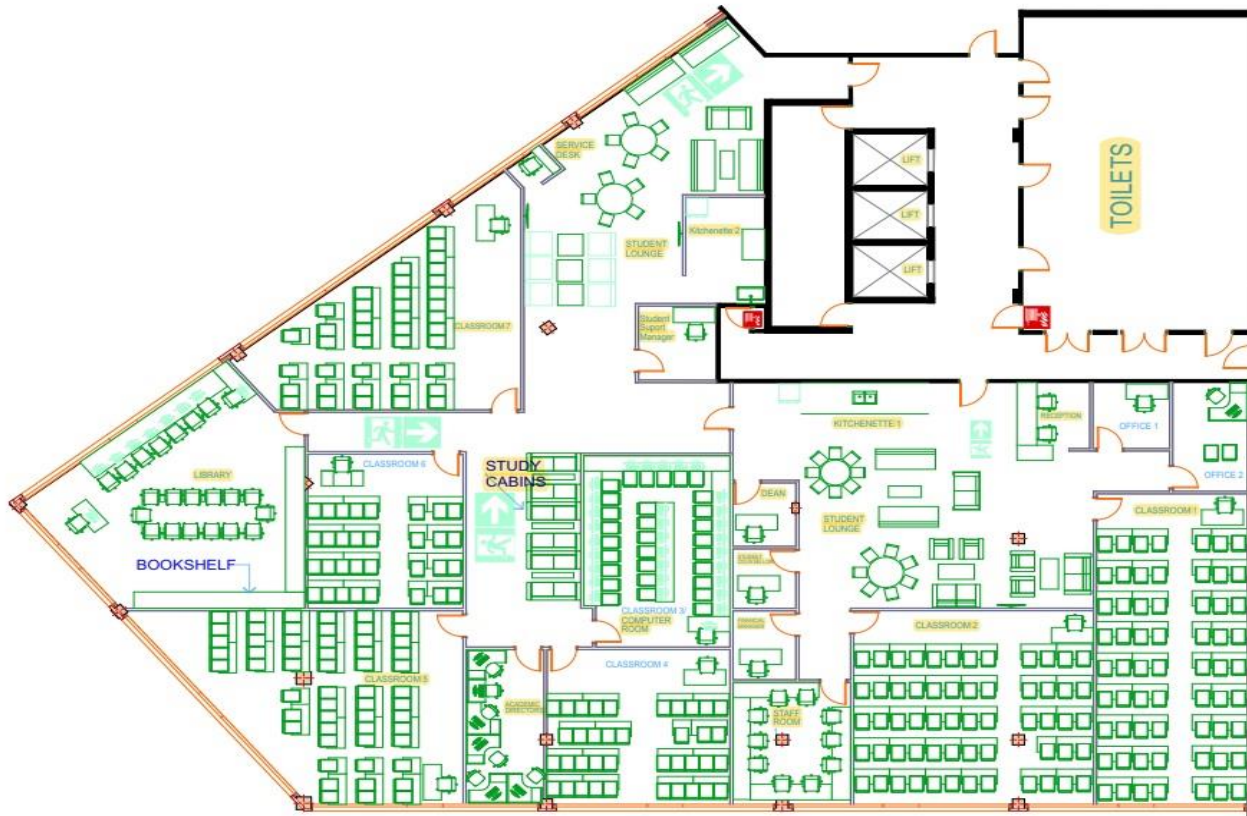 SERVICE
DESK
LIFT
TOILETS
LIFT
Kitchenette 2
STUDENT
LOUNGE
LIFT
CLASSROOM 7
Student
Suport
Manager
KITCHENETTE 1
RECEPTION
OFFICE 1
CLASSROOM 6
STUDY
CABINS
LIBRARY
OFFICE 2
DEAN
CLASSROOM 1
STUDENT
LOUNGE
BOOKSHELF
CLASSROOM 3/
COMPUTER
ROOM
CLASSROOM 2
CLASSROOM 4
CLASSROOM 5
ACADEMIC
DIRECTORS
STAFF
ROOM